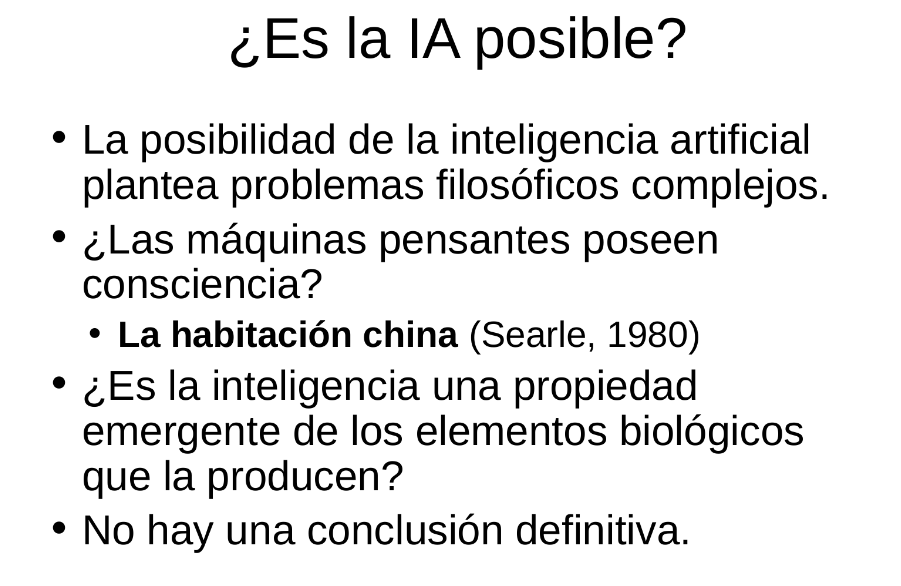 ¿Es la IA posible?
• La posibilidad de la inteligencia artificial
plantea problemas filosóficos complejos.
• ¿Las máquinas pensantes poseen
consciencia?
• La habitación china (Searle, 1980)
• ¿Es la inteligencia una propiedad
emergente de los elementos biológicos
que la producen?
• No hay una conclusión definitiva.